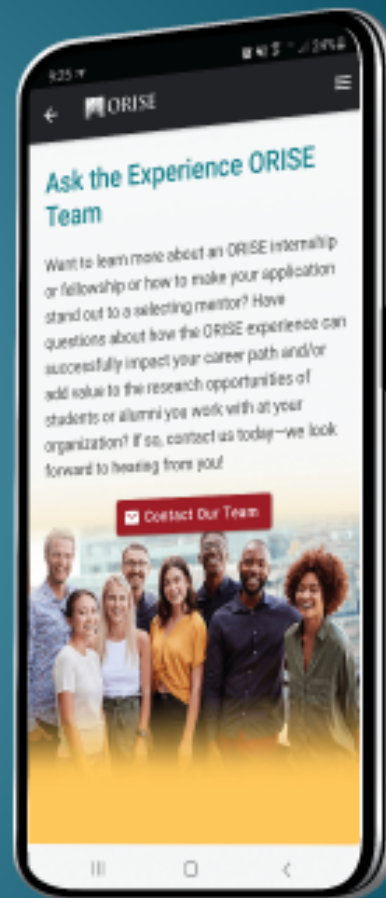 9:25
ORISE
Ask the Experience ORISE
Team
Want to learn more about an ORISE internship
or fellowship or how to make your application
stand out to a selecting mentor? Have
questions about how the ORISE experience can
successfully impact your career path and/or
add value to the research opportunities of
students or alumni you work with at your
organization? If so, contact us today—we look
forward to hearing from you!
Contact Our Team